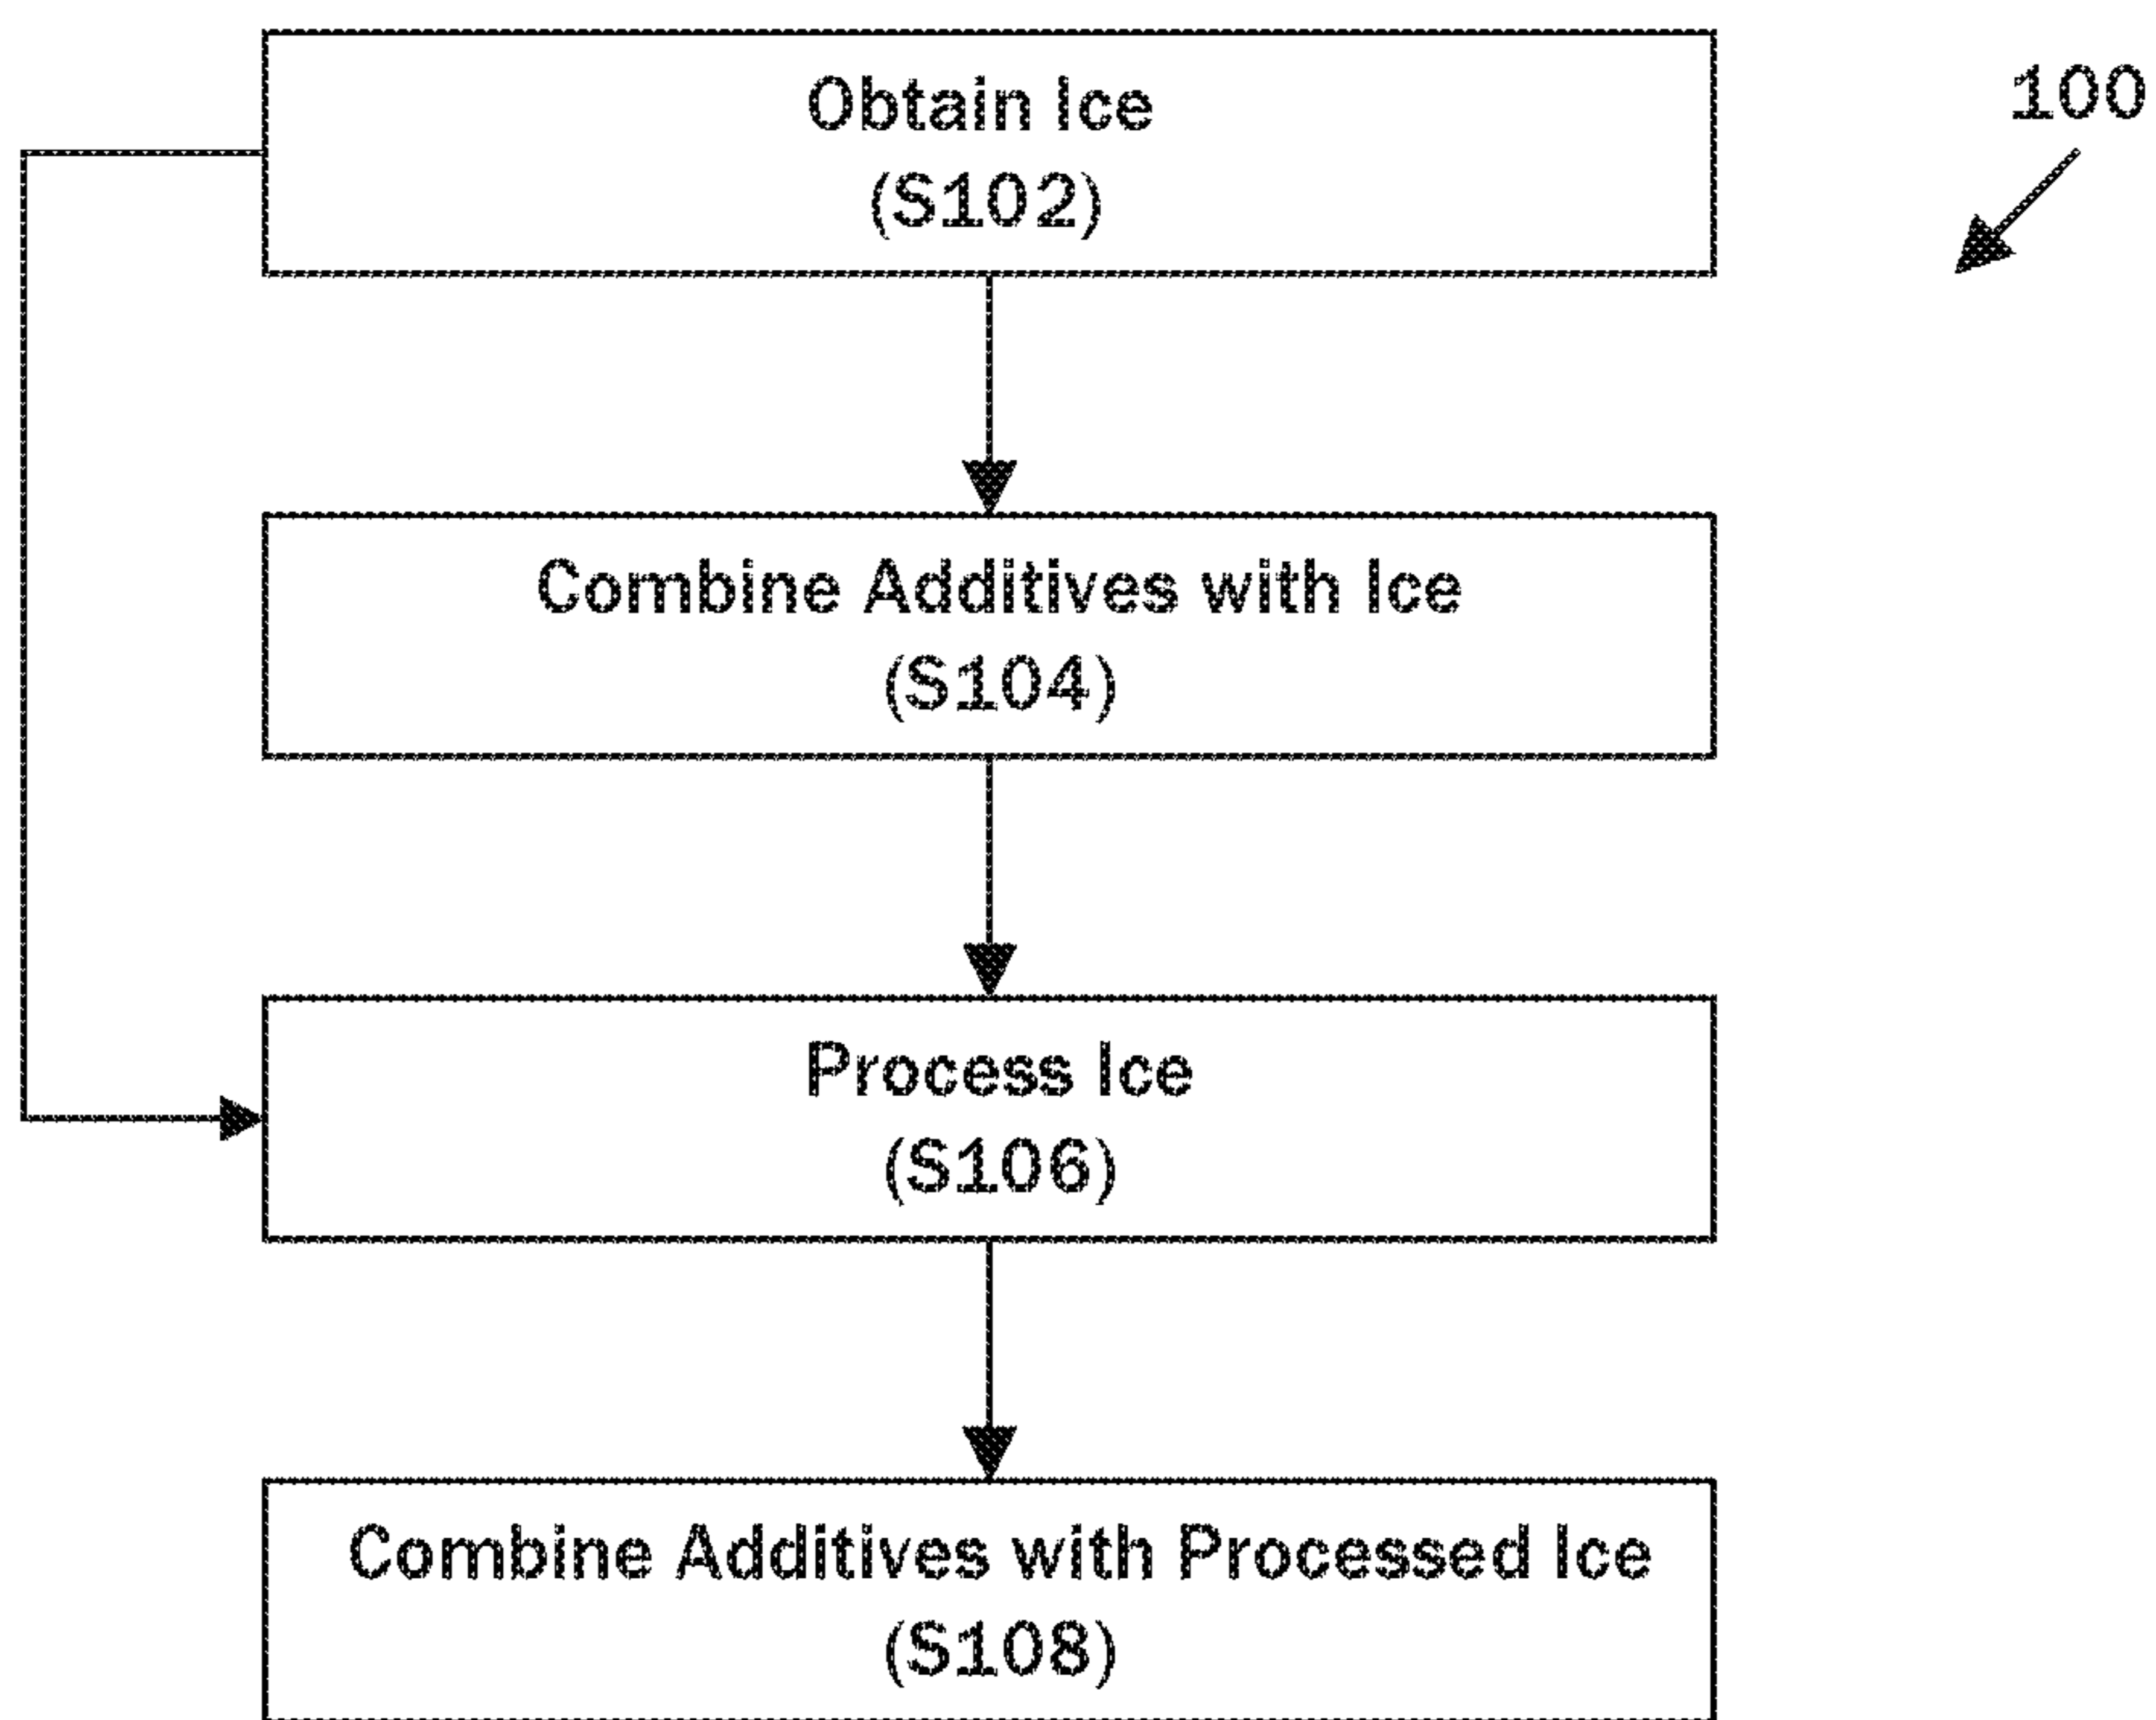 Obtain Ice
(S102)
100
Combine Additives with Ice
(S104)
Process Ice
(S106)
Combine Additives with Processed Ice
(S108)